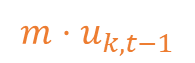 m · u_{k,t−1}